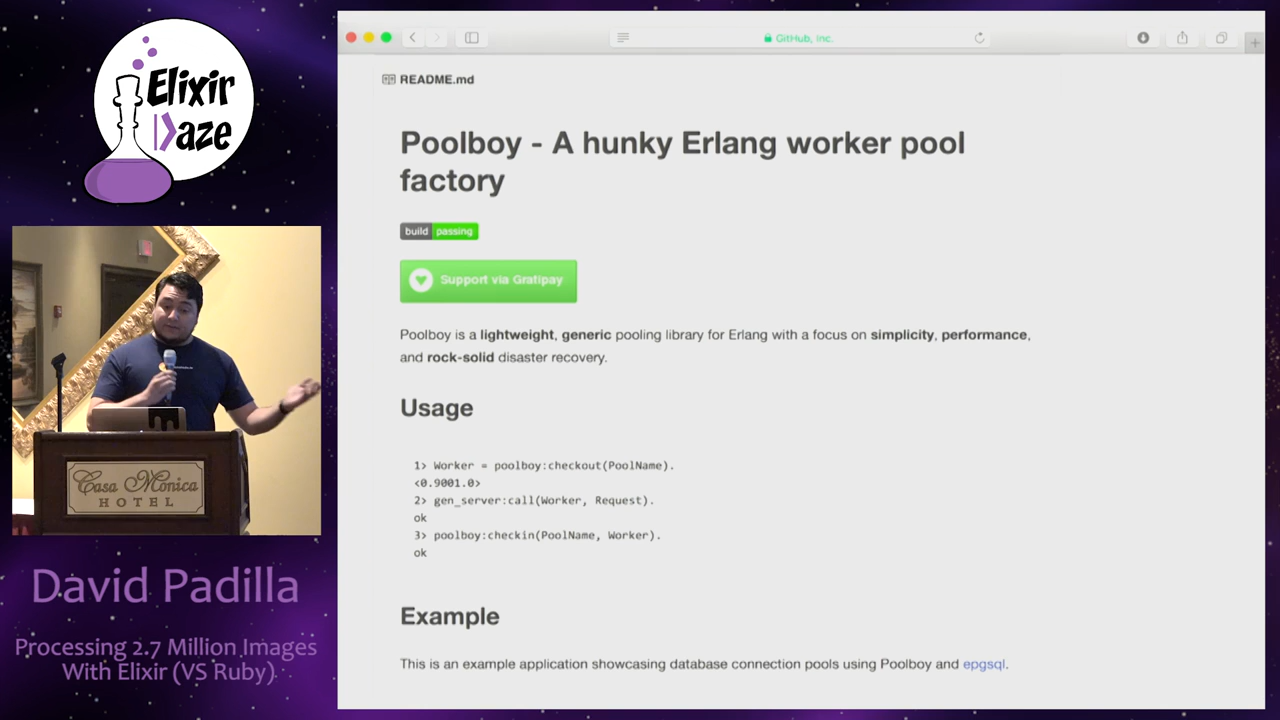 Elixir
Daze
Casa Monica
HOTEL
David Padilla
Processing 2.7 Million Images
With Elixir (VS Ruby)
GitHub, Inc.
README.md
Poolboy - A hunky Erlang worker pool
factory
build passing
Support via Gratipay
Poolboy is a lightweight, generic pooling library for Erlang with a focus on simplicity, performance,
and rock-solid disaster recovery.
Usage
1> Worker = poolboy:checkout(PoolName).
<0.9001.0>
2> gen_server:call(Worker, Request).
ok
3> poolboy:checkin(PoolName, Worker).
ok
Example
This is an example application showcasing database connection pools using Poolboy and epgsql.